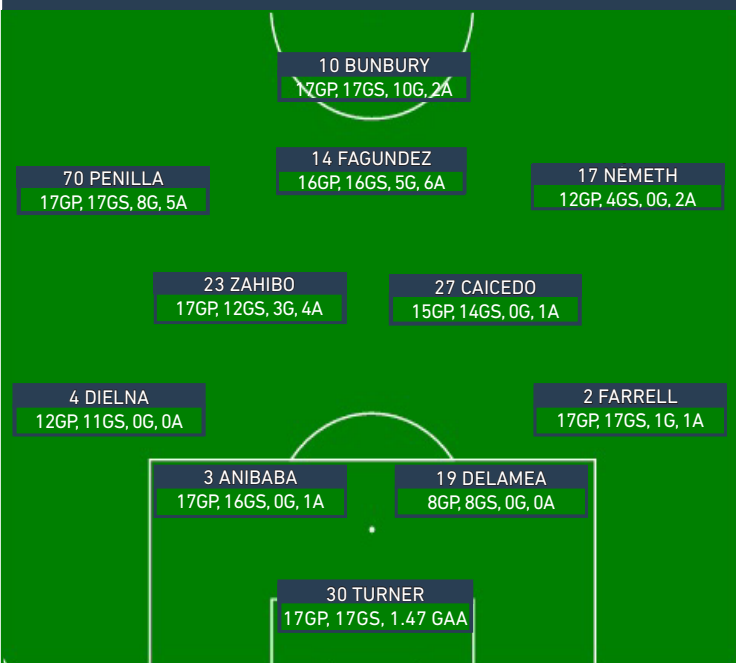 10 BUNBURY
17GP, 17GS, 10G, 2A
14 FAGUNDEZ
16GP, 16GS, 5G, 6A
70 PENILLA
17GP, 17GS, 8G, 5A
17 NEMETH
12GP, 4GS, 0G, 2A
23 ZAHIBO
17GP, 12GS, 3G, 4A
27 CAICEDO
15GP, 14GS, 0G, 1A
4 DIELNA
12GP, 11GS, 0G, 0A
2 FARRELL
17GP, 17GS, 1G, 1A
3 ANIBABA
17GP, 16GS, 0G, 1A
19 DELAMEA
8GP, 8GS, 0G, 0A
30 TURNER
17GP, 17GS, 1.47 GAA